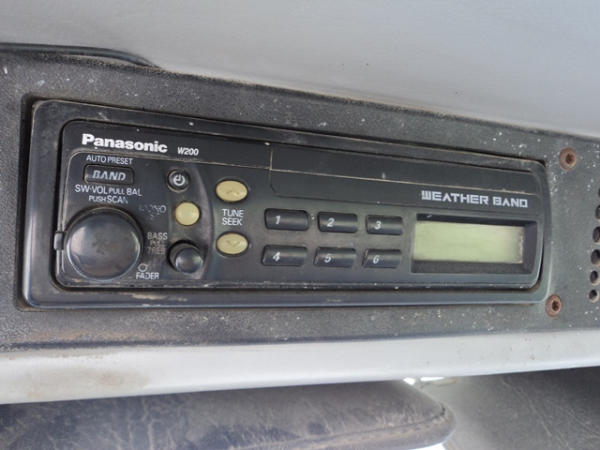 Panasonic W200
AUTO PRESET
BAND
SW·VOL PULL BAL
PUSH SCAN
BASS
FADER
TUNE
SEEK
1 2 3
4 5 6
WEATHER BAND